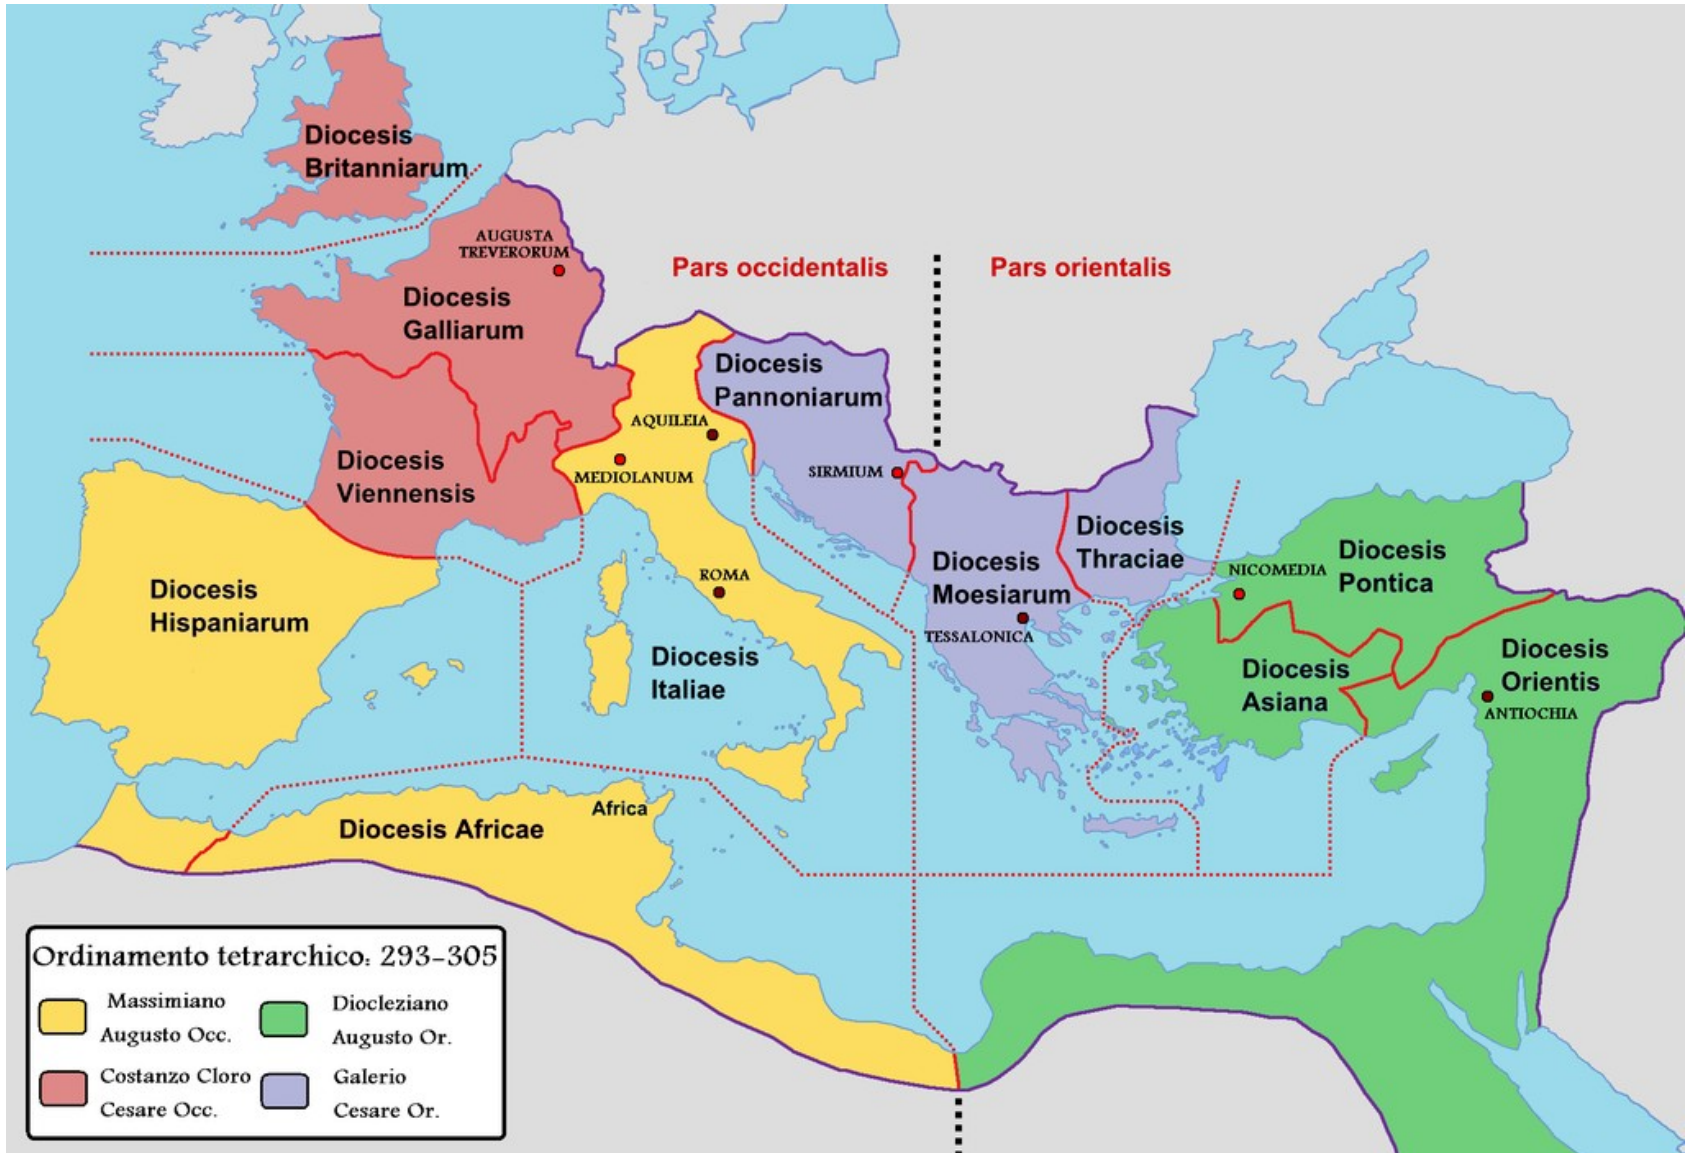 Diocesis
Britanniarum
AUGUSTA
TREVERORUM
Pars occidentalis
Pars orientalis
Diocesis
Galliarum
Diocesis
Pannoniarum
AQUILEIA
MEDIOLANUM
SIRMIUM
Diocesis
Viennensis
Diocesis
Thraciae
Diocesis
Pontica
NICOMEDIA
Diocesis
Moesiarum
TESSALONICA
Diocesis
Hispaniarum
ROMA
Diocesis
Italiae
Diocesis
Asiana
Diocesis
Orientis
ANTIOCHIA
Africa
Diocesis Africae
Ordinamento tetrarchico: 293-305
Massimiano
Augusto Occ.
Diocleziano
Augusto Or.
Costanzo Cloro
Cesare Occ.
Galerio
Cesare Or.